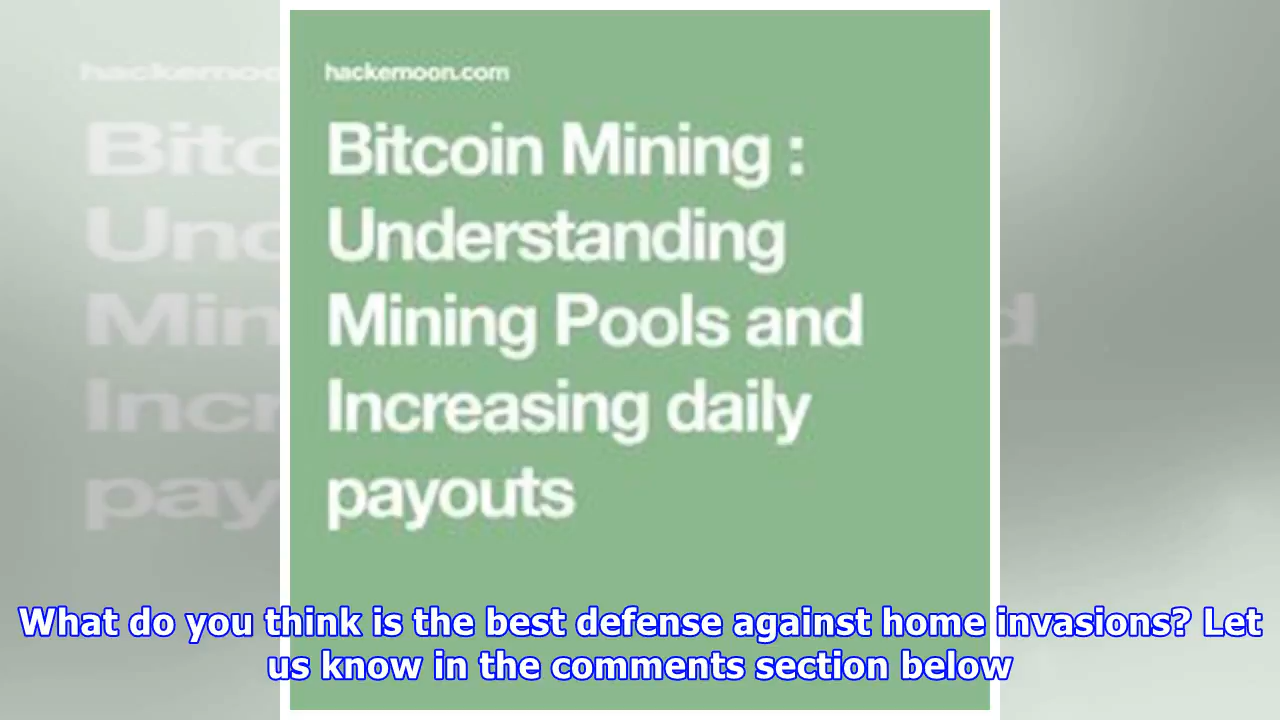 hackernoon.com
Bitcoin Mining :
Understanding
Mining Pools and
Increasing daily
payouts
What do you think is the best defense against home invasions? Let
us know in the comments section below